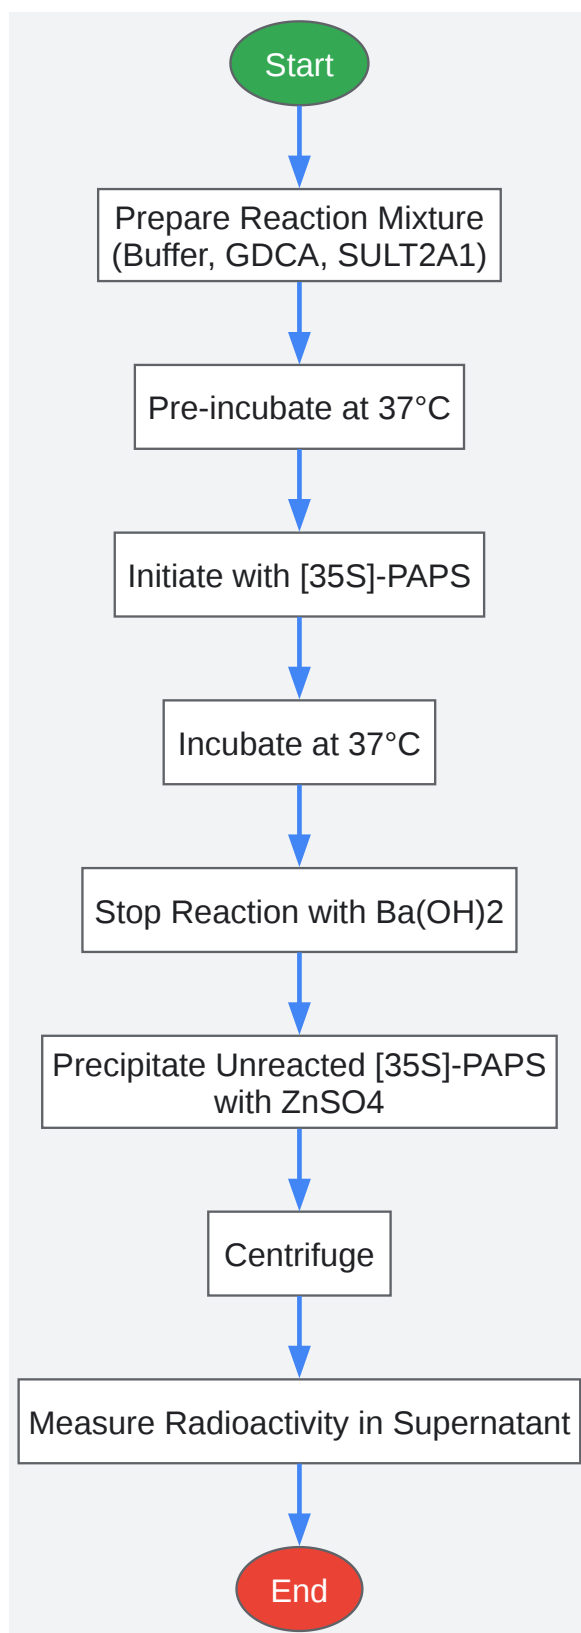 Start
Prepare Reaction Mixture
(Buffer, GDCA, SULT2A1)
Pre-incubate at 37°C
Initiate with [35S]-PAPS
Incubate at 37°C
Stop Reaction with Ba(OH)2
Precipitate Unreacted [35S]-PAPS
with ZnSO4
Centrifuge
Measure Radioactivity in Supernatant
End